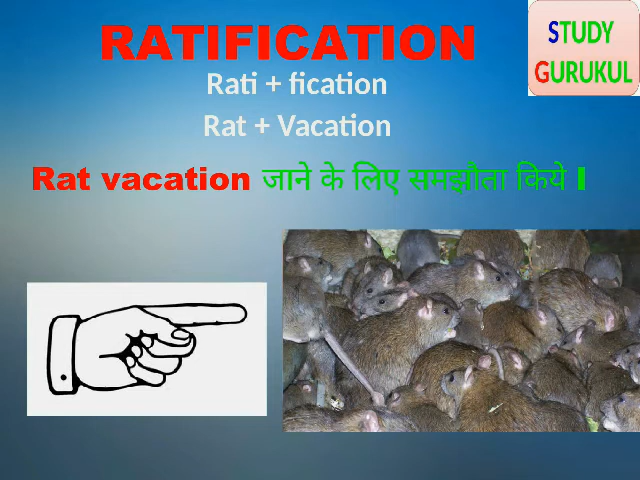 RATIFICATION
STUDY
GURUKUL
Rati + fication
Rat + Vacation
Rat vacation जाने के लिए समझौता किये I